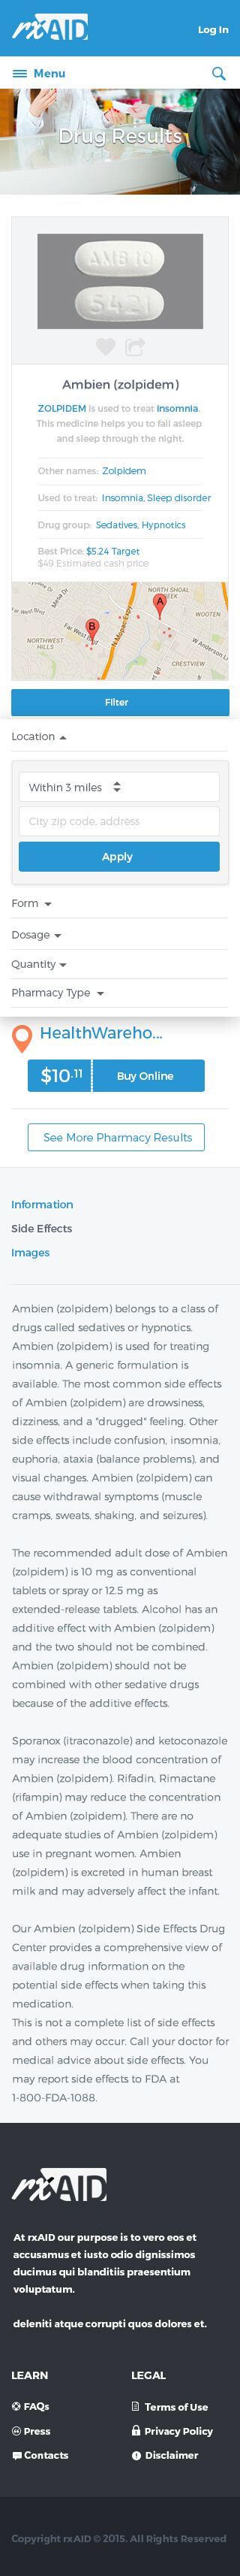 rxAID
Log In
Menu
Drug Results
AMB 10
5421
Ambien (zolpidem)
ZOLPIDEM is used to treat insomnia.
This medicine helps you to fall asleep
and sleep through the night.
Other names: Zolpidem
Used to treat: Insomnia, Sleep disorder
Drug group: Sedatives, Hypnotics
Best Price: $5.24 Target
$49 Estimated cash price
NORTH SHOAL CREEK
A
WOOTEN
B
N Mopac Expy
NORTHWEST HILLS
CRESTVIEW
Anderson Ln
Filter
Location
Within 3 miles
City zip code, address
Apply
Form
Dosage
Quantity
Pharmacy Type
HealthWareho...
$10.11
Buy Online
See More Pharmacy Results
Information
Side Effects
Images
Ambien (zolpidem) belongs to a class of
drugs called sedatives or hypnotics.
Ambien (zolpidem) is used for treating
insomnia. A generic formulation is
available. The most common side effects
of Ambien (zolpidem) are drowsiness,
dizziness, and a "drugged" feeling. Other
side effects include confusion, insomnia,
euphoria, ataxia (balance problems), and
visual changes. Ambien (zolpidem) can
cause withdrawal symptoms (muscle
cramps, sweats, shaking, and seizures).
The recommended adult dose of Ambien
(zolpidem) is 10 mg as conventional
tablets or spray or 12.5 mg as
extended-release tablets. Alcohol has an
additive effect with Ambien (zolpidem)
and the two should not be combined.
Ambien (zolpidem) should not be
combined with other sedative drugs
because of the additive effects.
Sporanox (itraconazole) and ketoconazole
may increase the blood concentration of
Ambien (zolpidem). Rifadin, Rimactane
(rifampin) may reduce the concentration
of Ambien (zolpidem). There are no
adequate studies of Ambien (zolpidem)
use in pregnant women. Ambien
(zolpidem) is excreted in human breast
milk and may adversely affect the infant.
Our Ambien (zolpidem) Side Effects Drug
Center provides a comprehensive view of
available drug information on the
potential side effects when taking this
medication.
This is not a complete list of side effects
and others may occur. Call your doctor for
medical advice about side effects. You
may report side effects to FDA at
1-800-FDA-1088.
rxAID
At rxAID our purpose is to vero eos et
accusamus et iusto odio dignissimos
ducimus qui blanditiis praesentium
voluptatum.
deleniti atque corrupti quos dolores et.
LEARN
LEGAL
FAQs
Terms of Use
Press
Privacy Policy
Contacts
Disclaimer
Copyright rxAID © 2015. All Rights Reserved